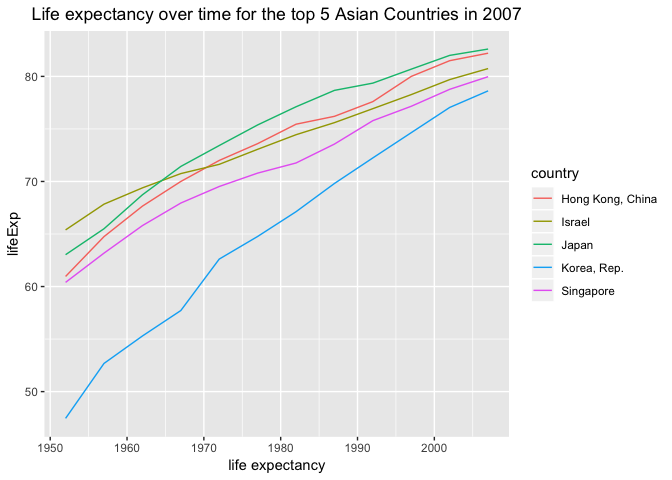 Life expectancy over time for the top 5 Asian Countries in 2007
80
70
60
50
lifeExp
1950 1960 1970 1980 1990 2000
life expectancy
country
Hong Kong, China
Israel
Japan
Korea, Rep.
Singapore